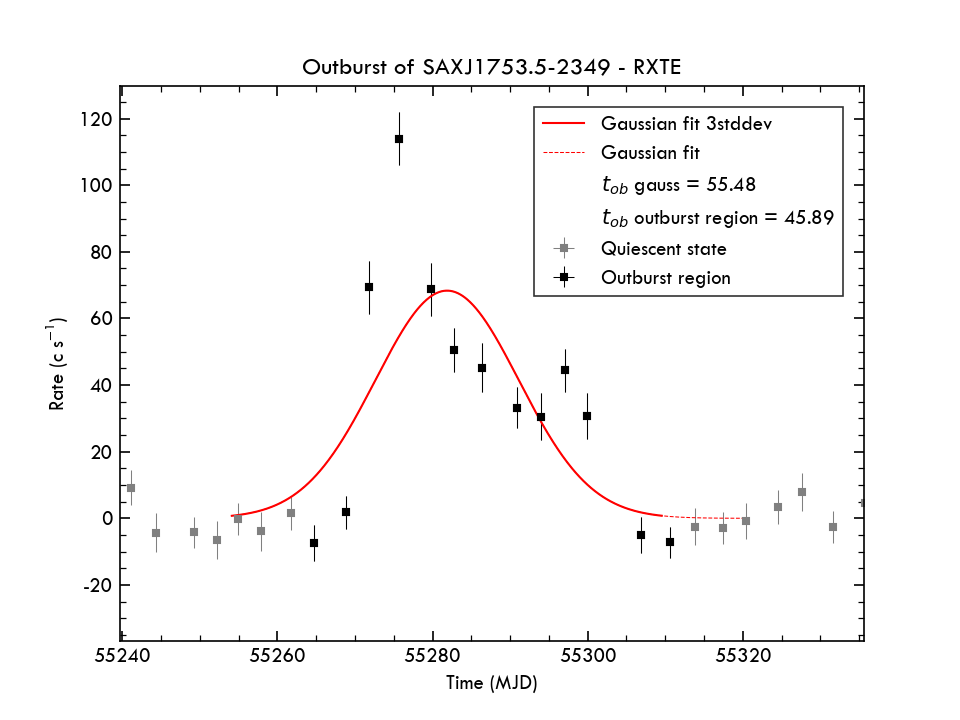 Outburst of SAXJ1753.5-2349 - RXTE
Gaussian fit 3stddev
Gaussian fit
t_ob gauss = 55.48
t_ob outburst region = 45.89
Quiescent state
Outburst region
Rate (c s⁻¹)
120
100
80
60
40
20
0
-20
55240 55260 55280 55300 55320
Time (MJD)